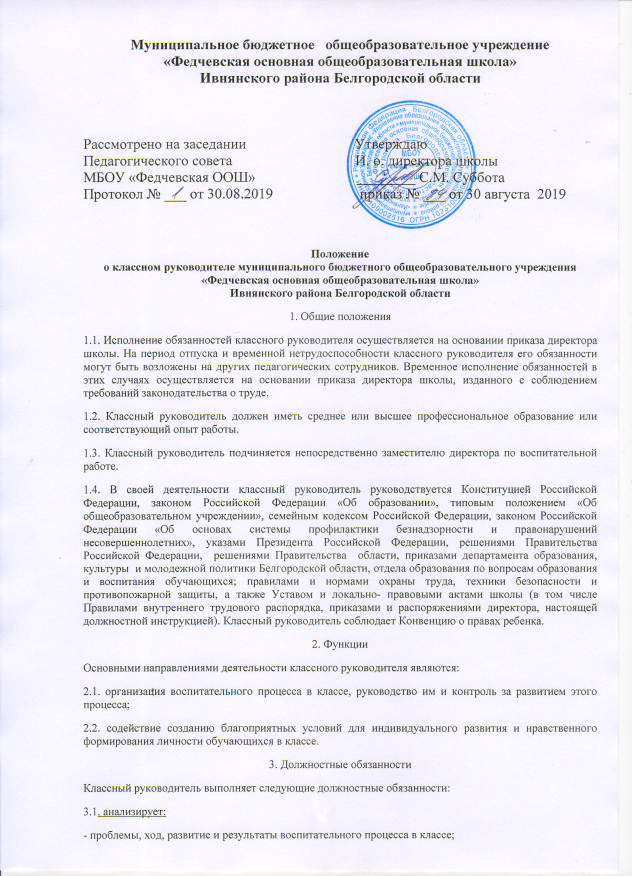 Муниципальное бюджетное общеобразовательное учреждение
«Федчевская основная общеобразовательная школа»
Ивнянского района Белгородской области
Рассмотрено на заседании
Педагогического совета
МБОУ «Федчевская ООШ»
Протокол № 1 от 30.08.2019
Утверждаю
И. о. директора школы
С.М. Суббота
приказ № от 30 августа 2019
Положение
о классном руководителе муниципального бюджетного общеобразовательного учреждения
«Федчевская основная общеобразовательная школа»
Ивнянского района Белгородской области
1. Общие положения
1.1. Исполнение обязанностей классного руководителя осуществляется на основании приказа директора
школы. На период отпуска и временной нетрудоспособности классного руководителя его обязанности
могут быть возложены на других педагогических сотрудников. Временное исполнение обязанностей в
этих случаях осуществляется на основании приказа директора школы, изданного с соблюдением
требований законодательства о труде.
1.2. Классный руководитель должен иметь среднее или высшее профессиональное образование или
соответствующий опыт работы.
1.3. Классный руководитель подчиняется непосредственно заместителю директора по воспитательной
работе.
1.4. В своей деятельности классный руководитель руководствуется Конституцией Российской
Федерации, законом Российской Федерации «Об образовании», типовым положением «Об
общеобразовательном учреждении», семейным кодексом Российской Федерации, законом Российской
Федерации «Об основах системы профилактики безнадзорности и правонарушений
несовершеннолетних», указами Президента Российской Федерации, решениями Правительства
Российской Федерации, решениями Правительства области, приказами департамента образования,
культуры и молодежной политики Белгородской области, отдела образования по вопросам образования
и воспитания обучающихся; правилами и нормами охраны труда, техники безопасности и
противопожарной защиты, а также Уставом и локально- правовыми актами школы (в том числе
Правилами внутреннего трудового распорядка, приказами и распоряжениями директора, настоящей
должностной инструкцией). Классный руководитель соблюдает Конвенцию о правах ребенка.
2. Функции
Основными направлениями деятельности классного руководителя являются:
2.1. организация воспитательного процесса в классе, руководство им и контроль за развитием этого
процесса;
2.2. содействие созданию благоприятных условий для индивидуального развития и нравственного
формирования личности обучающихся в классе.
3. Должностные обязанности
Классный руководитель выполняет следующие должностные обязанности:
3.1. анализирует:
- проблемы, ход, развитие и результаты воспитательного процесса в классе;